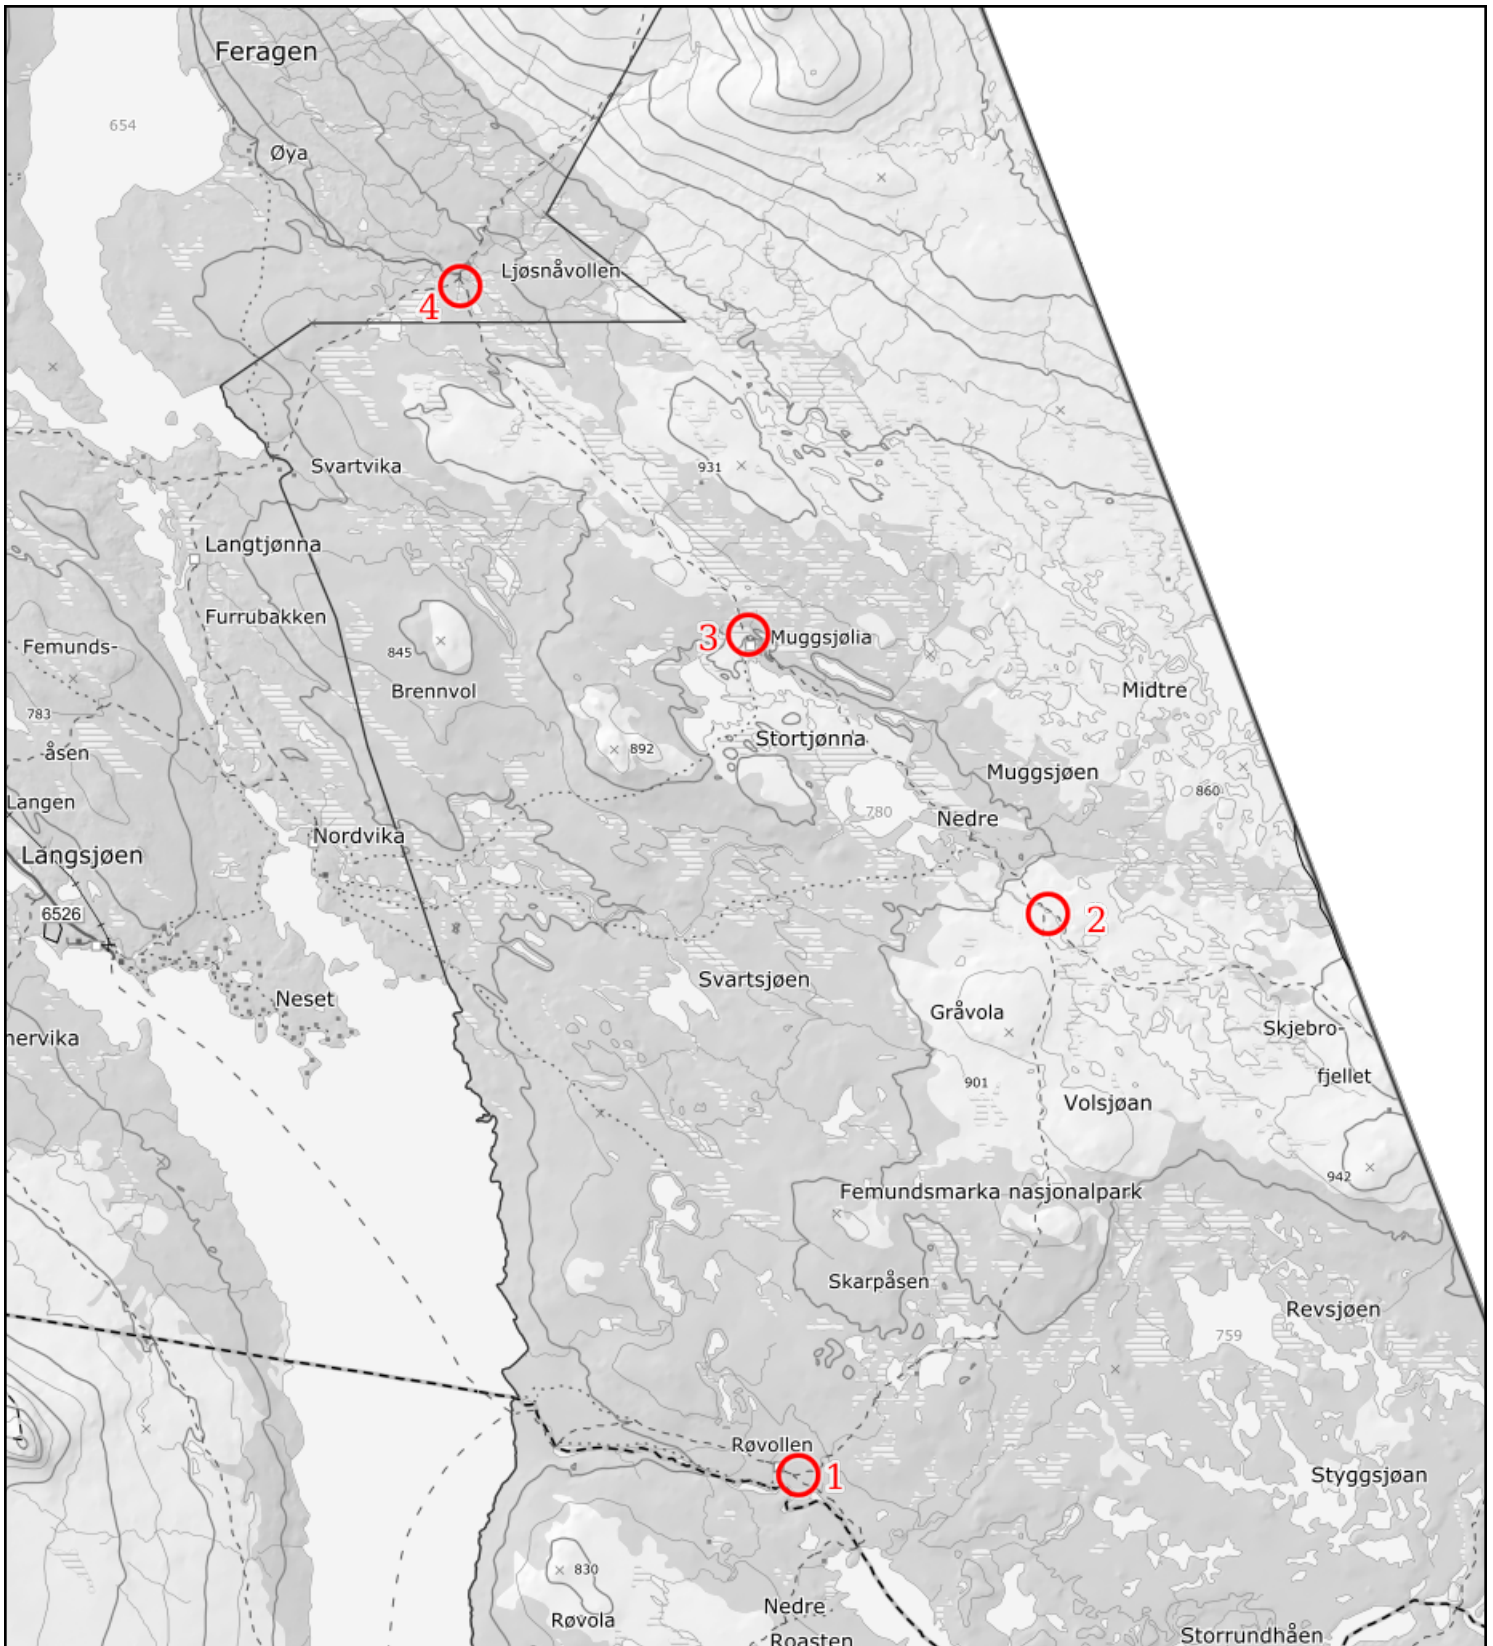 Feragen
654
Øya
Ljøsnåvollen
4
Svartvika
931
Langtjønna
Furrubakken
Femunds-
845
3
Muggsjølia
Brennvol
Midtre
783
åsen
892
Stortjønna
Muggsjøen
Langen
780
860
Nedre
Nordvika
Langsjøen
6526
2
Svartsjøen
Neset
Gråvola
Skjebro-
nervika
fjellet
901
Volsjøan
942
Femundsmarka nasjonalpark
Skarpåsen
Revsjøen
759
Røvollen
1
Styggsjøan
830
Nedre
Røvola
Roasten
Storrundhåen